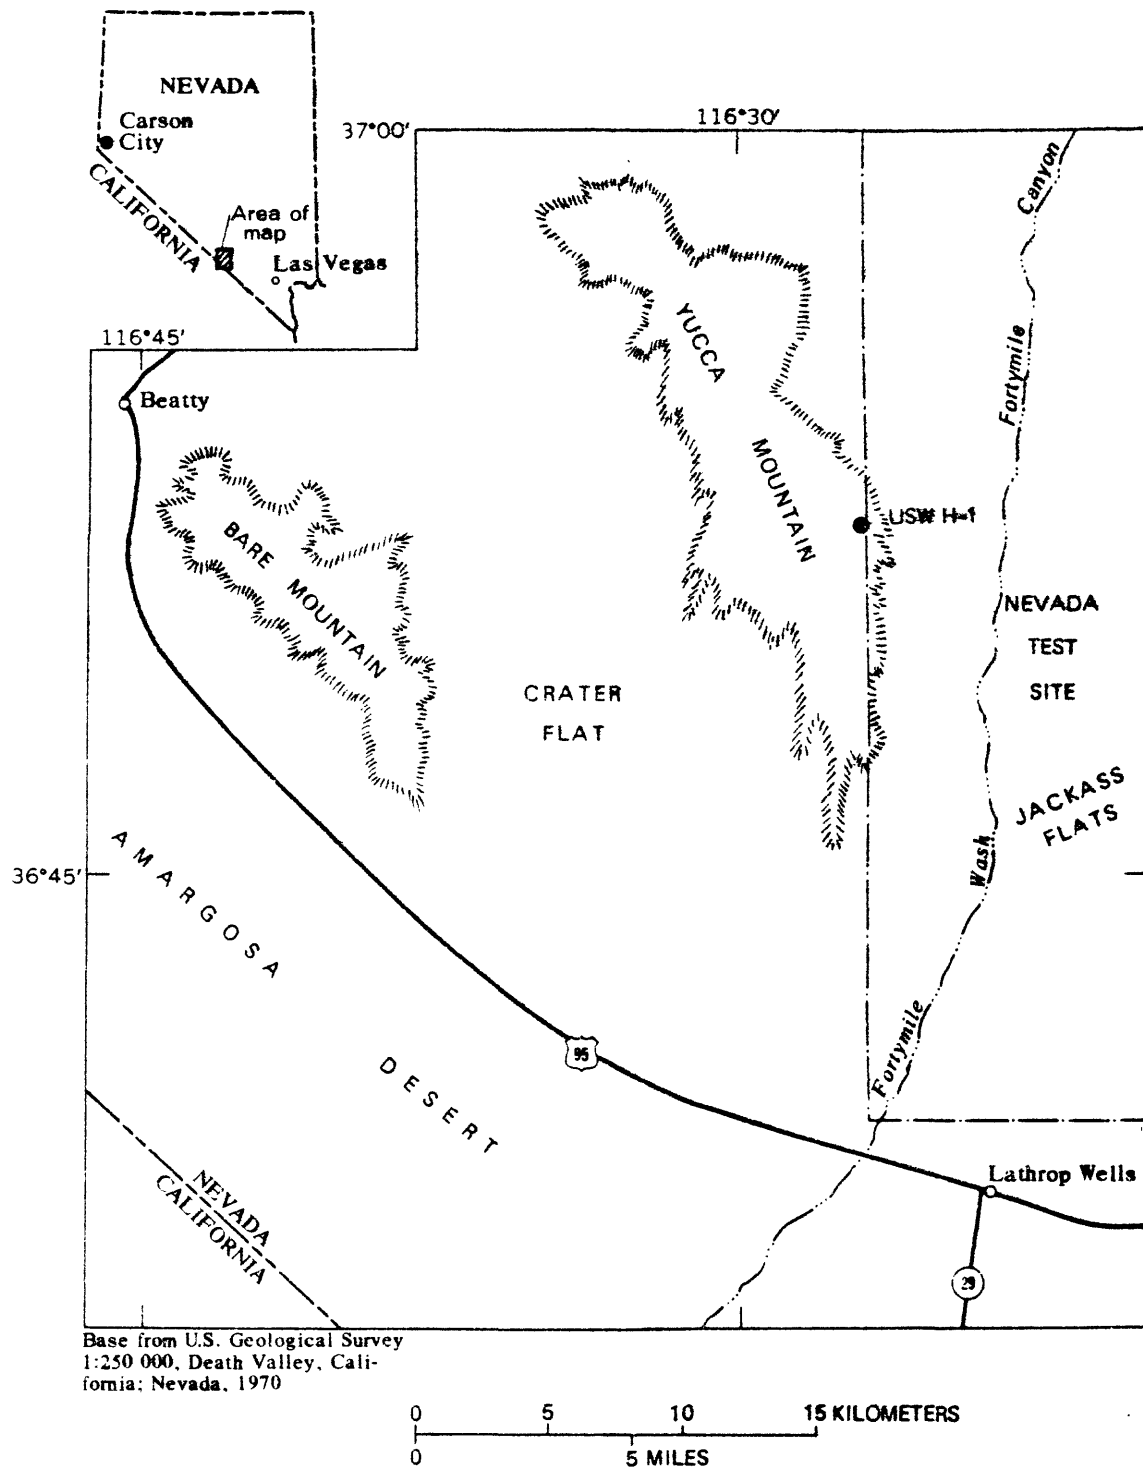 NEVADA
Carson
City
CALIFORNIA
Area of
map
Las Vegas
37°00'
116°30'
116°45'
Beatty
Canyon
Fortymile
YUCCA
MOUNTAIN
USW H-1
BARE
MOUNTAIN
NEVADA
TEST
SITE
CRATER
FLAT
JACKASS
FLATS
Wash
36°45'
AMARGOSA
DESERT
Fortymile
95
NEVADA
CALIFORNIA
Lathrop Wells
29
Base from U.S. Geological Survey
1:250 000, Death Valley, Cali-
fornia; Nevada, 1970
0 5 10 15 KILOMETERS
0 5 MILES